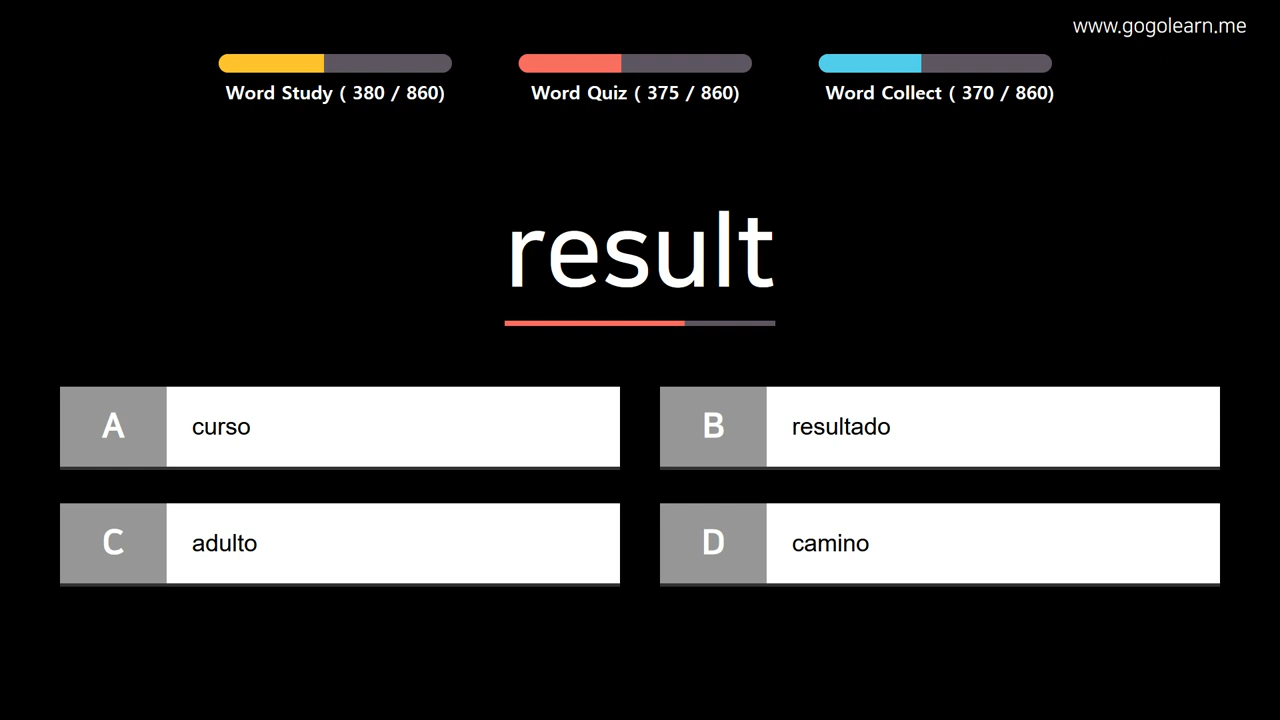 www.gogolearn.me
Word Study ( 380 / 860)
Word Quiz ( 375 / 860)
Word Collect ( 370 / 860)
result
A curso
B resultado
C adulto
D camino